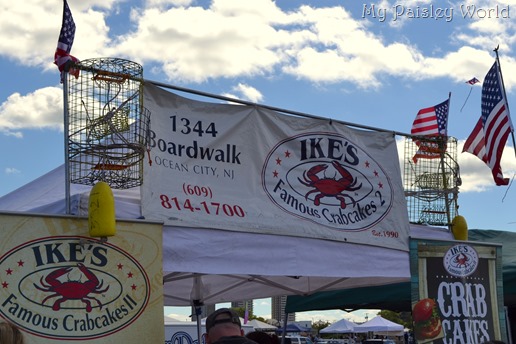 My Paisley World
1344
Boardwalk
OCEAN CITY, NJ
(609)
814-1700
IKE'S
Famous Crabcakes 2
Est. 1990
IKE'S
Famous Crabcakes II
IKE'S
CRAB
CAKES